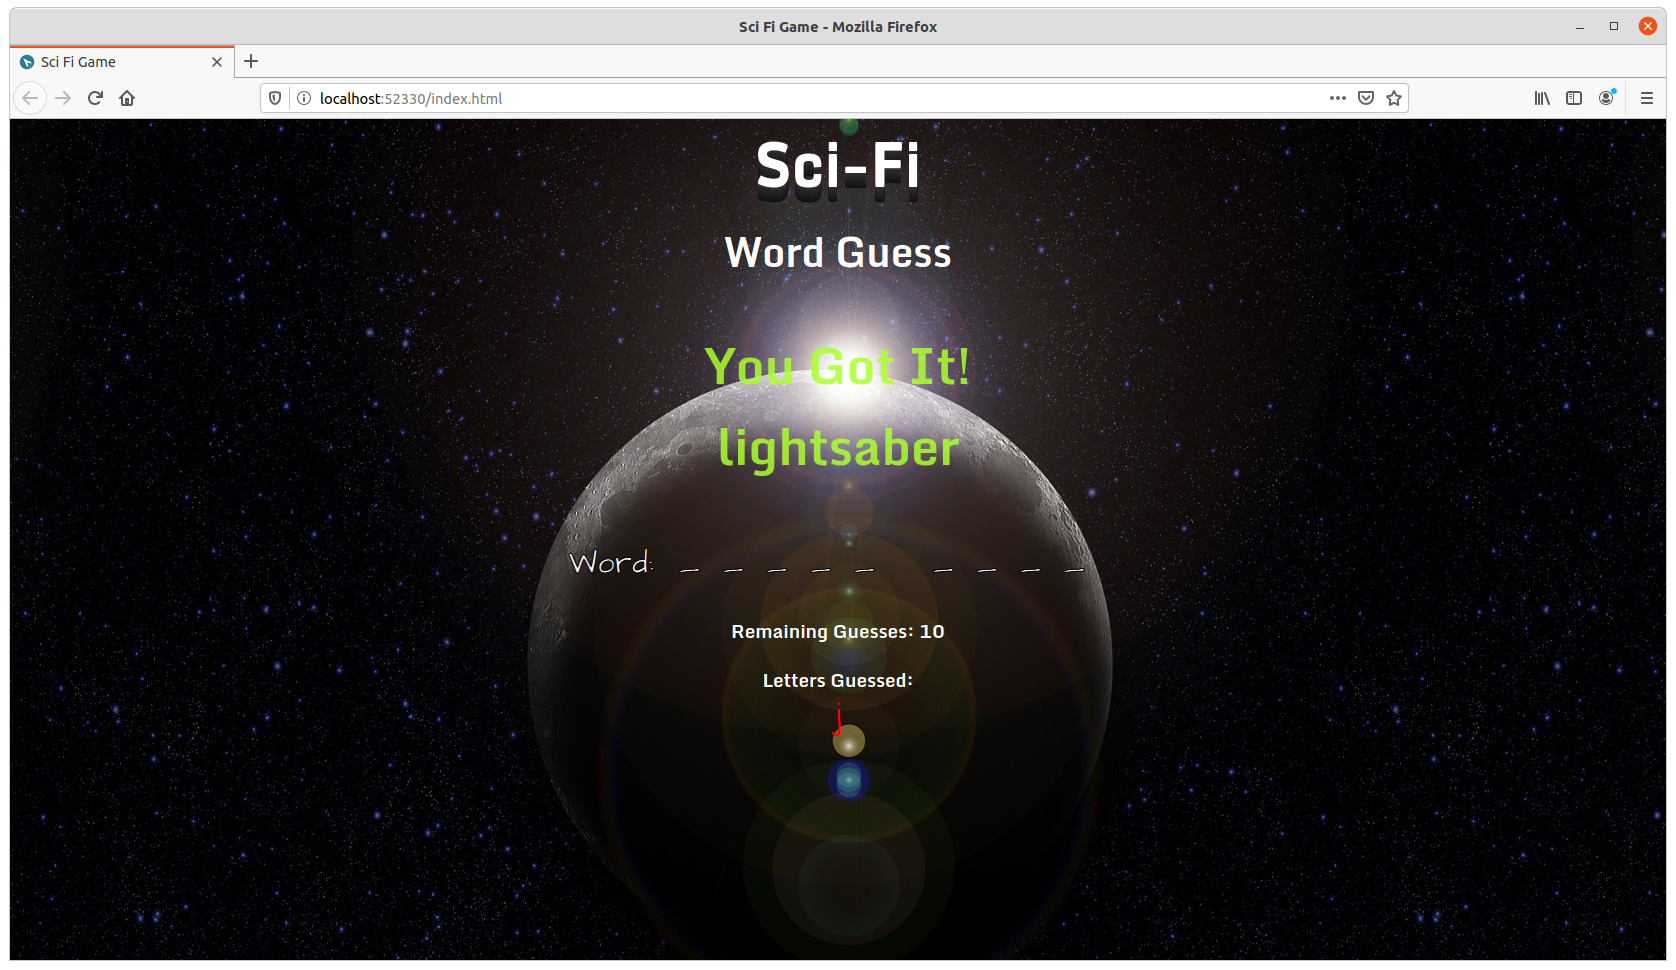 Sci Fi Game - Mozilla Firefox
Sci Fi Game
localhost:52330/index.html
Sci-Fi
Word Guess
You Got It!
lightsaber
Word: _ _ _ _ _  _ _ _ _
Remaining Guesses: 10
Letters Guessed:
j